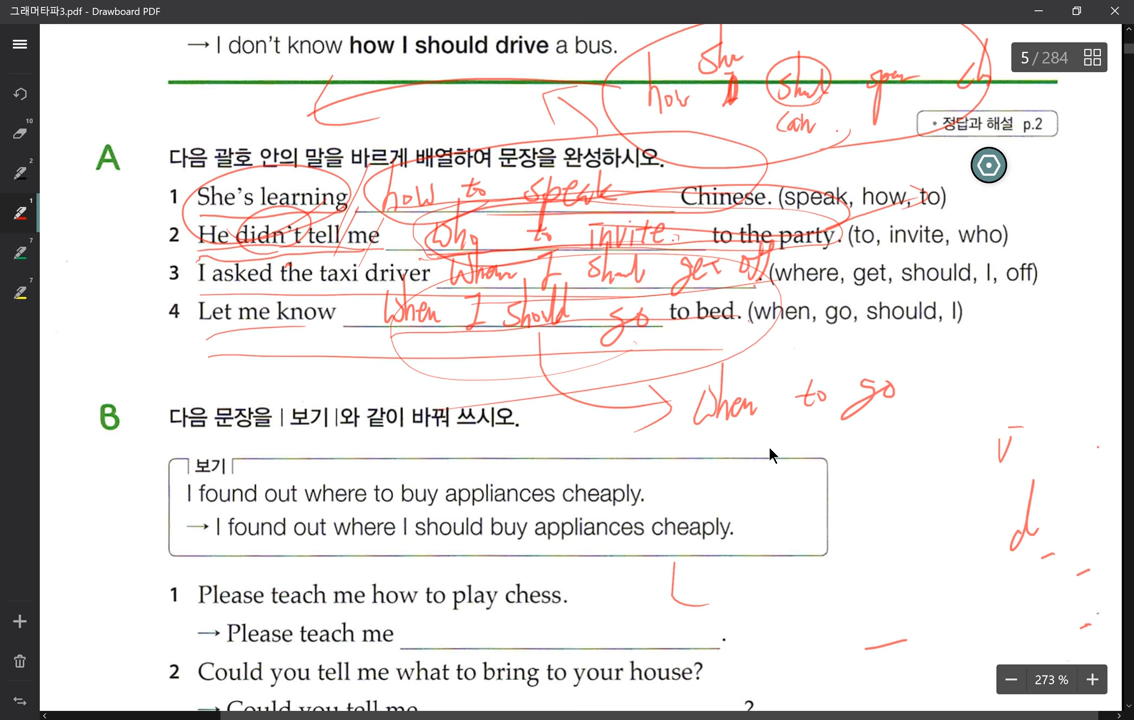 그래머타파3.pdf - Drawboard PDF
→ I don't know how I should drive a bus.
5 / 284
she
how I should
can
• 정답과 해설 p.2
A 다음 괄호 안의 말을 바르게 배열하여 문장을 완성하시오.
1 She's learning how to speak Chinese. (speak, how, to)
2 He didn't tell me who to invite to the party. (to, invite, who)
3 I asked the taxi driver where I should get off. (where, get, should, I, off)
4 Let me know when I should go to bed. (when, go, should, I)
when to go
B 다음 문장을 | 보기 |와 같이 바꿔 쓰시오.
보기
I found out where to buy appliances cheaply.
→ I found out where I should buy appliances cheaply.
1 Please teach me how to play chess.
→ Please teach me ____.
2 Could you tell me what to bring to your house?
→ Could you tell me ____?
273 %
10
2
1
7
7